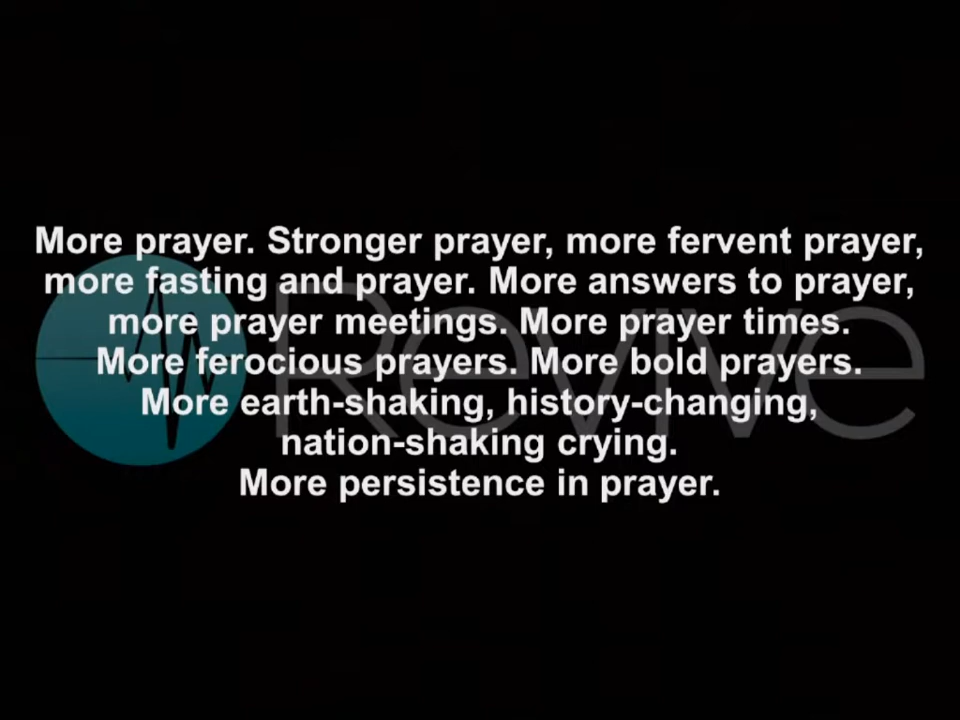 More prayer. Stronger prayer, more fervent prayer,
more fasting and prayer. More answers to prayer,
more prayer meetings. More prayer times.
More ferocious prayers. More bold prayers.
More earth-shaking, history-changing,
nation-shaking crying.
More persistence in prayer.
Revive